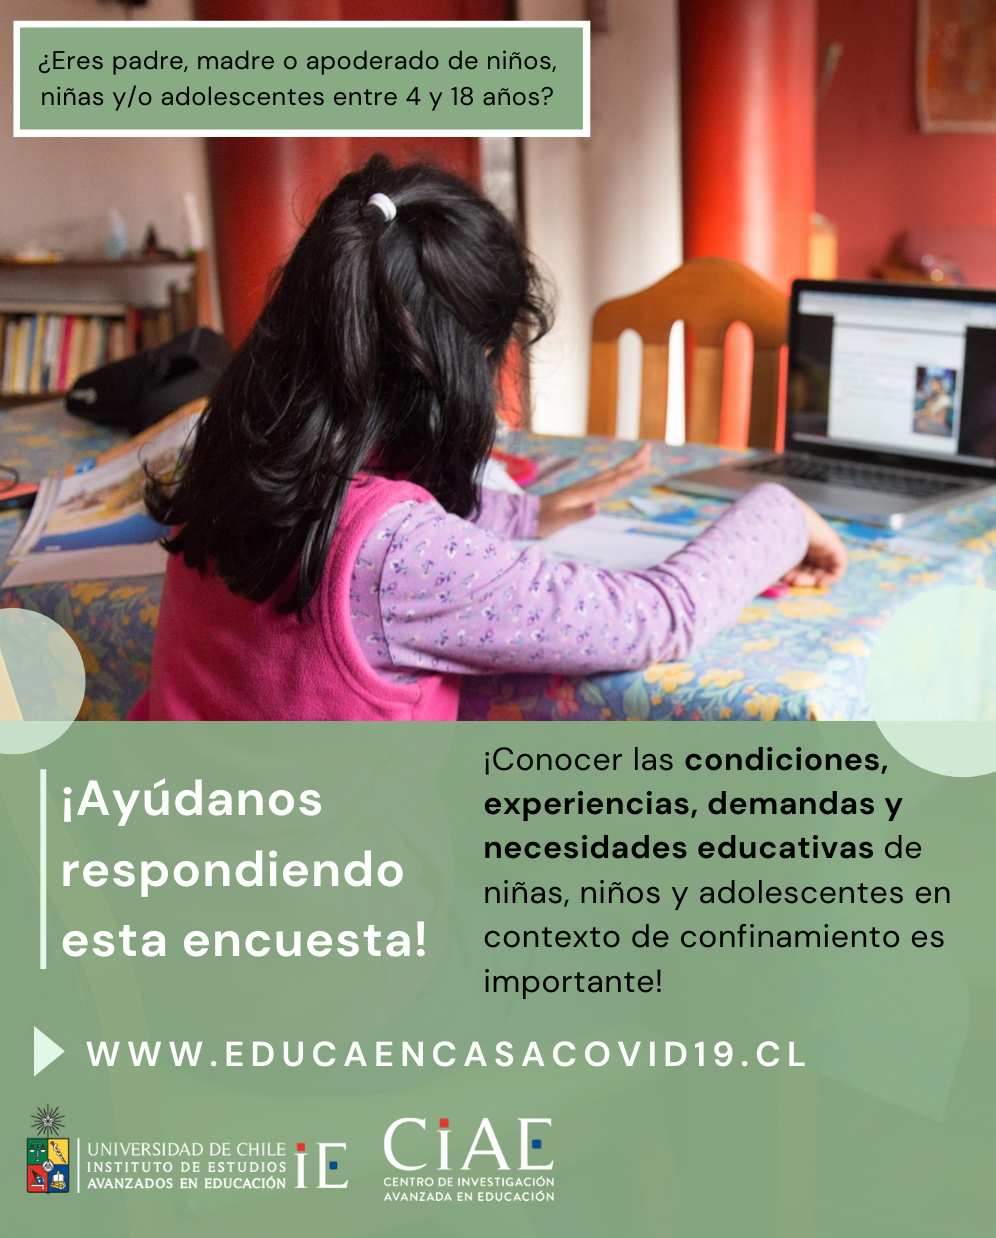 ¿Eres padre, madre o apoderado de niños,
niñas y/o adolescentes entre 4 y 18 años?
¡Ayúdanos
respondiendo
esta encuesta!
¡Conocer las condiciones,
experiencias, demandas y
necesidades educativas de
niñas, niños y adolescentes en
contexto de confinamiento es
importante!
WWW.EDUCAENCASACOVID19.CL
UNIVERSIDAD DE CHILE
INSTITUTO DE ESTUDIOS
AVANZADOS EN EDUCACIÓN
iE
CiAE
CENTRO DE INVESTIGACIÓN
AVANZADA EN EDUCACIÓN